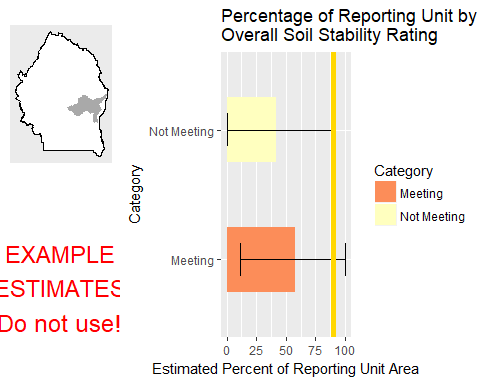 Percentage of Reporting Unit by
Overall Soil Stability Rating
Category
Not Meeting
Meeting
0 25 50 75 100
Estimated Percent of Reporting Unit Area
Category
Meeting
Not Meeting
EXAMPLE
ESTIMATES
Do not use!